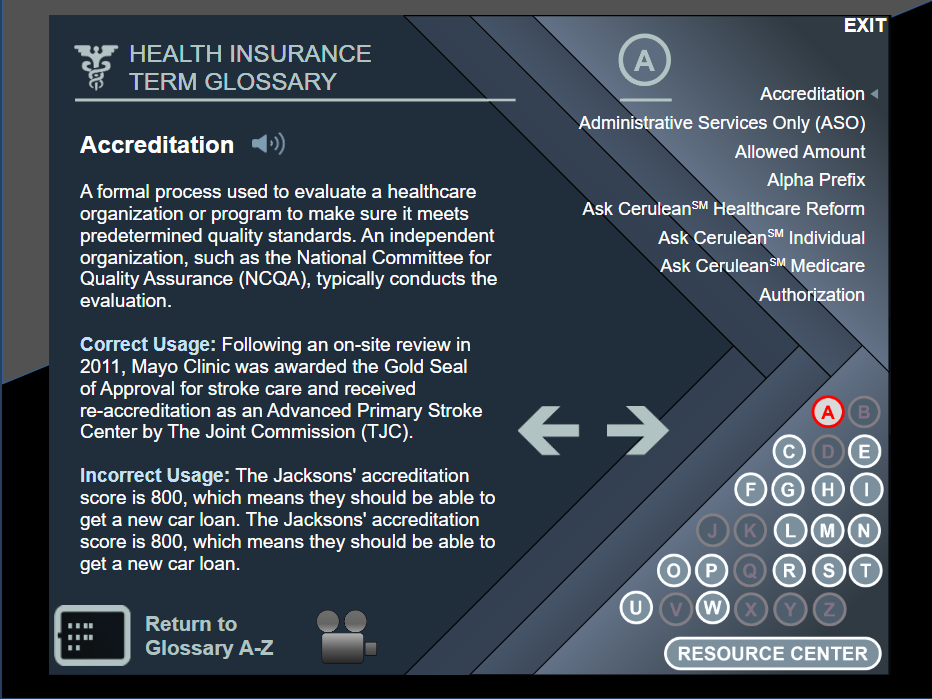 EXIT
HEALTH INSURANCE
TERM GLOSSARY
A
Accreditation
A formal process used to evaluate a healthcare
organization or program to make sure it meets
predetermined quality standards. An independent
organization, such as the National Committee for
Quality Assurance (NCQA), typically conducts the
evaluation.
Correct Usage: Following an on-site review in
2011, Mayo Clinic was awarded the Gold Seal
of Approval for stroke care and received
re-accreditation as an Advanced Primary Stroke
Center by The Joint Commission (TJC).
Incorrect Usage: The Jacksons' accreditation
score is 800, which means they should be able to
get a new car loan. The Jacksons' accreditation
score is 800, which means they should be able to
get a new car loan.
Accreditation
Administrative Services Only (ASO)
Allowed Amount
Alpha Prefix
Ask Cerulean℠ Healthcare Reform
Ask Cerulean℠ Individual
Ask Cerulean℠ Medicare
Authorization
A B
C D E
F G H I
J K L M N
O P Q R S T
U V W X Y Z
Return to
Glossary A-Z
RESOURCE CENTER